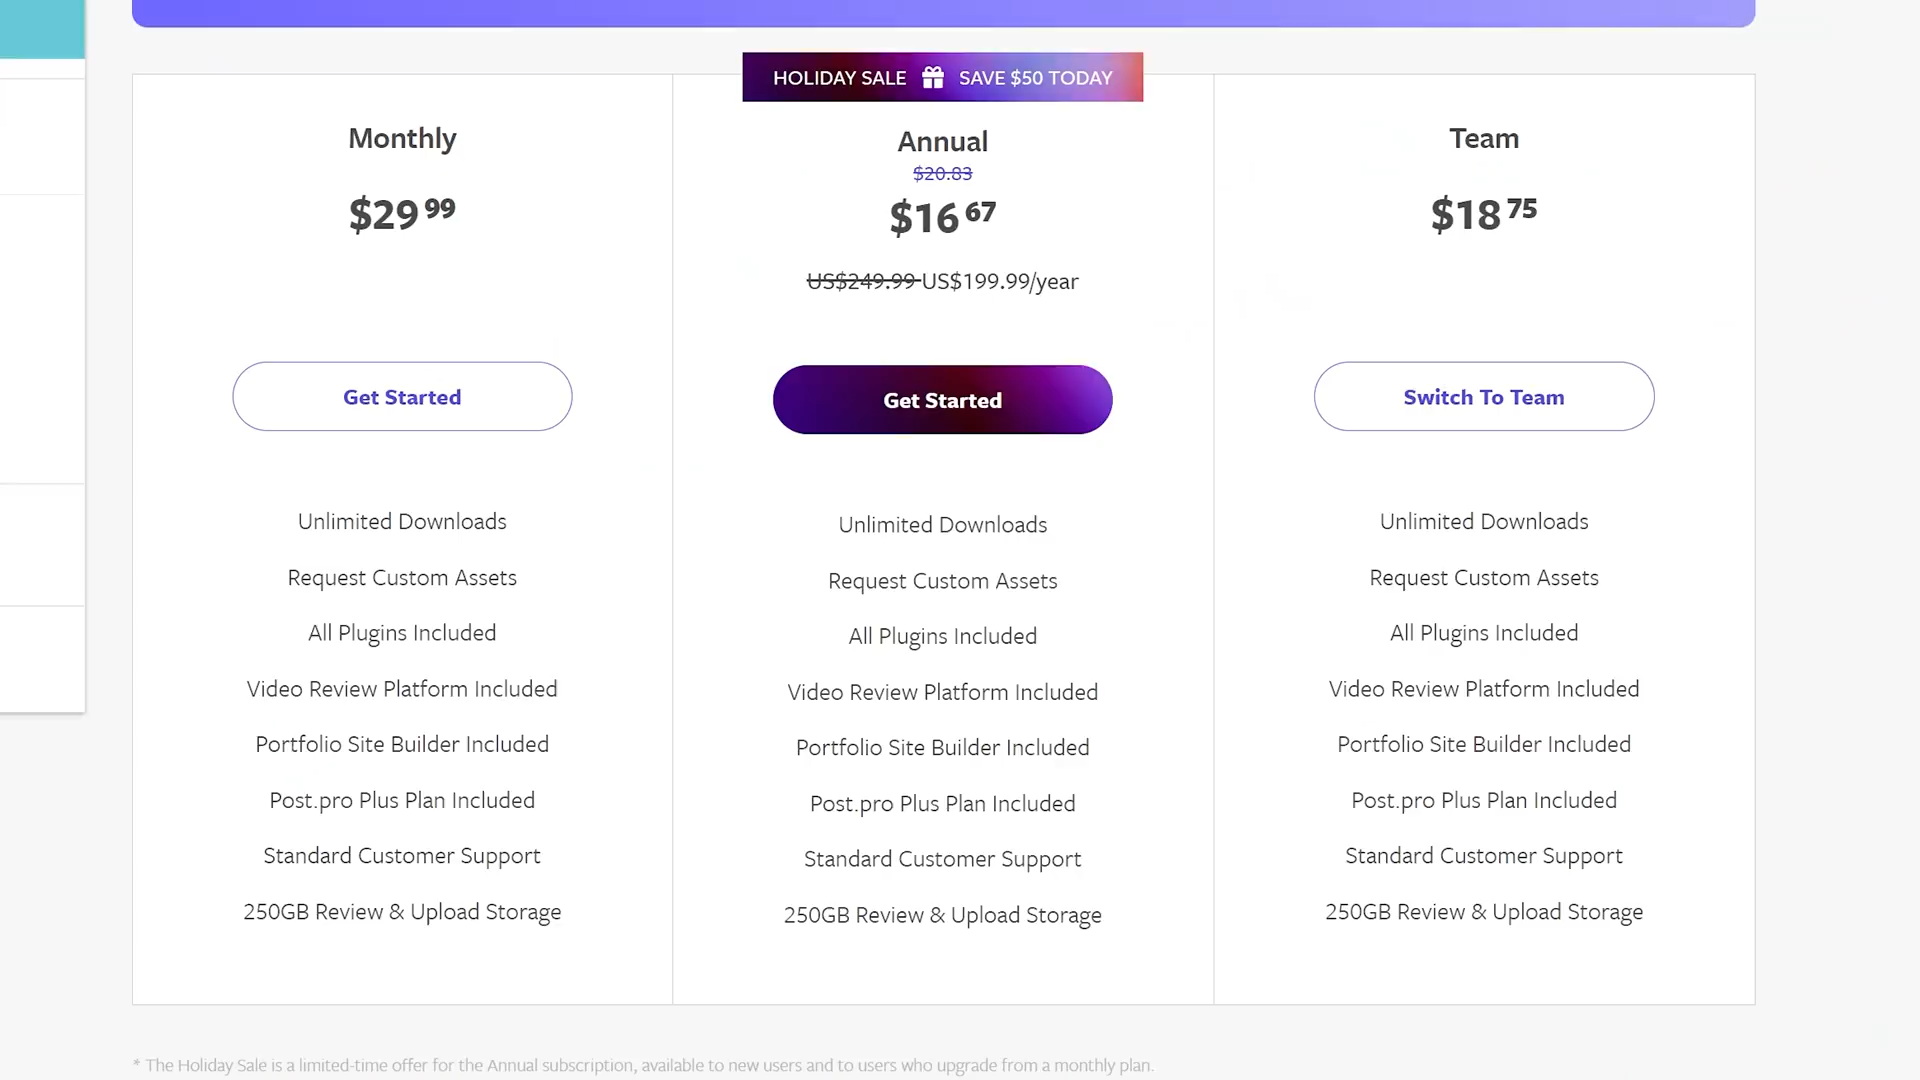 HOLIDAY SALE SAVE $50 TODAY
Monthly
$29 99
Get Started
Unlimited Downloads
Request Custom Assets
All Plugins Included
Video Review Platform Included
Portfolio Site Builder Included
Post.pro Plus Plan Included
Standard Customer Support
250GB Review & Upload Storage
Annual
$20.83
$16 67
US$249.99 US$199.99/year
Get Started
Unlimited Downloads
Request Custom Assets
All Plugins Included
Video Review Platform Included
Portfolio Site Builder Included
Post.pro Plus Plan Included
Standard Customer Support
250GB Review & Upload Storage
Team
$18 75
Switch To Team
Unlimited Downloads
Request Custom Assets
All Plugins Included
Video Review Platform Included
Portfolio Site Builder Included
Post.pro Plus Plan Included
Standard Customer Support
250GB Review & Upload Storage
* The Holiday Sale is a limited-time offer for the Annual subscription, available to new users and to users who upgrade from a monthly plan.